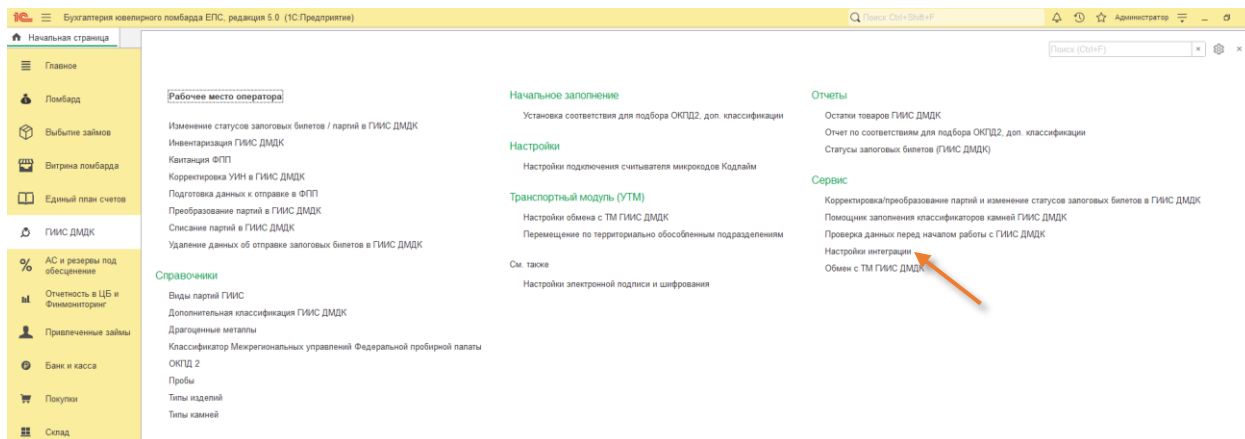 1С Бухгалтерия ювелирного ломбарда ЕПС, редакция 5.0 (1С:Предприятие) Поиск Ctrl+Shift+F Администратор
Начальная страница
Поиск (Ctrl+F)
Главное
Ломбард
Выбытие займов
Витрина ломбарда
Единый план счетов
ГИИС ДМДК
АС и резервы под обесценение
Отчетность в ЦБ и Финмониторинг
Привлеченные займы
Банк и касса
Покупки
Склад
Рабочее место оператора
Изменение статусов залоговых билетов / партий в ГИИС ДМДК
Инвентаризация ГИИС ДМДК
Квитанция ФПП
Корректировка УИН в ГИИС ДМДК
Подготовка данных к отправке в ФПП
Преобразование партий в ГИИС ДМДК
Списание партий в ГИИС ДМДК
Удаление данных об отправке залоговых билетов в ГИИС ДМДК
Справочники
Виды партий ГИИС
Дополнительная классификация ГИИС ДМДК
Драгоценные металлы
Классификатор Межрегиональных управлений Федеральной пробирной палаты
ОКПД 2
Пробы
Типы изделий
Типы камней
Начальное заполнение
Установка соответствия для подбора ОКПД2, доп. классификации
Настройки
Настройки подключения считывателя микрокодов Кодлайм
Транспортный модуль (УТМ)
Настройки обмена с ТМ ГИИС ДМДК
Перемещение по территориально обособленным подразделениям
См. также
Настройки электронной подписи и шифрования
Отчеты
Остатки товаров ГИИС ДМДК
Отчет по соответствиям для подбора ОКПД2, доп. классификации
Статусы залоговых билетов (ГИИС ДМДК)
Сервис
Корректировка/преобразование партий и изменение статусов залоговых билетов в ГИИС ДМДК
Помощник заполнения классификаторов камней ГИИС ДМДК
Проверка данных перед началом работы с ГИИС ДМДК
Настройки интеграции
Обмен с ТМ ГИИС ДМДК